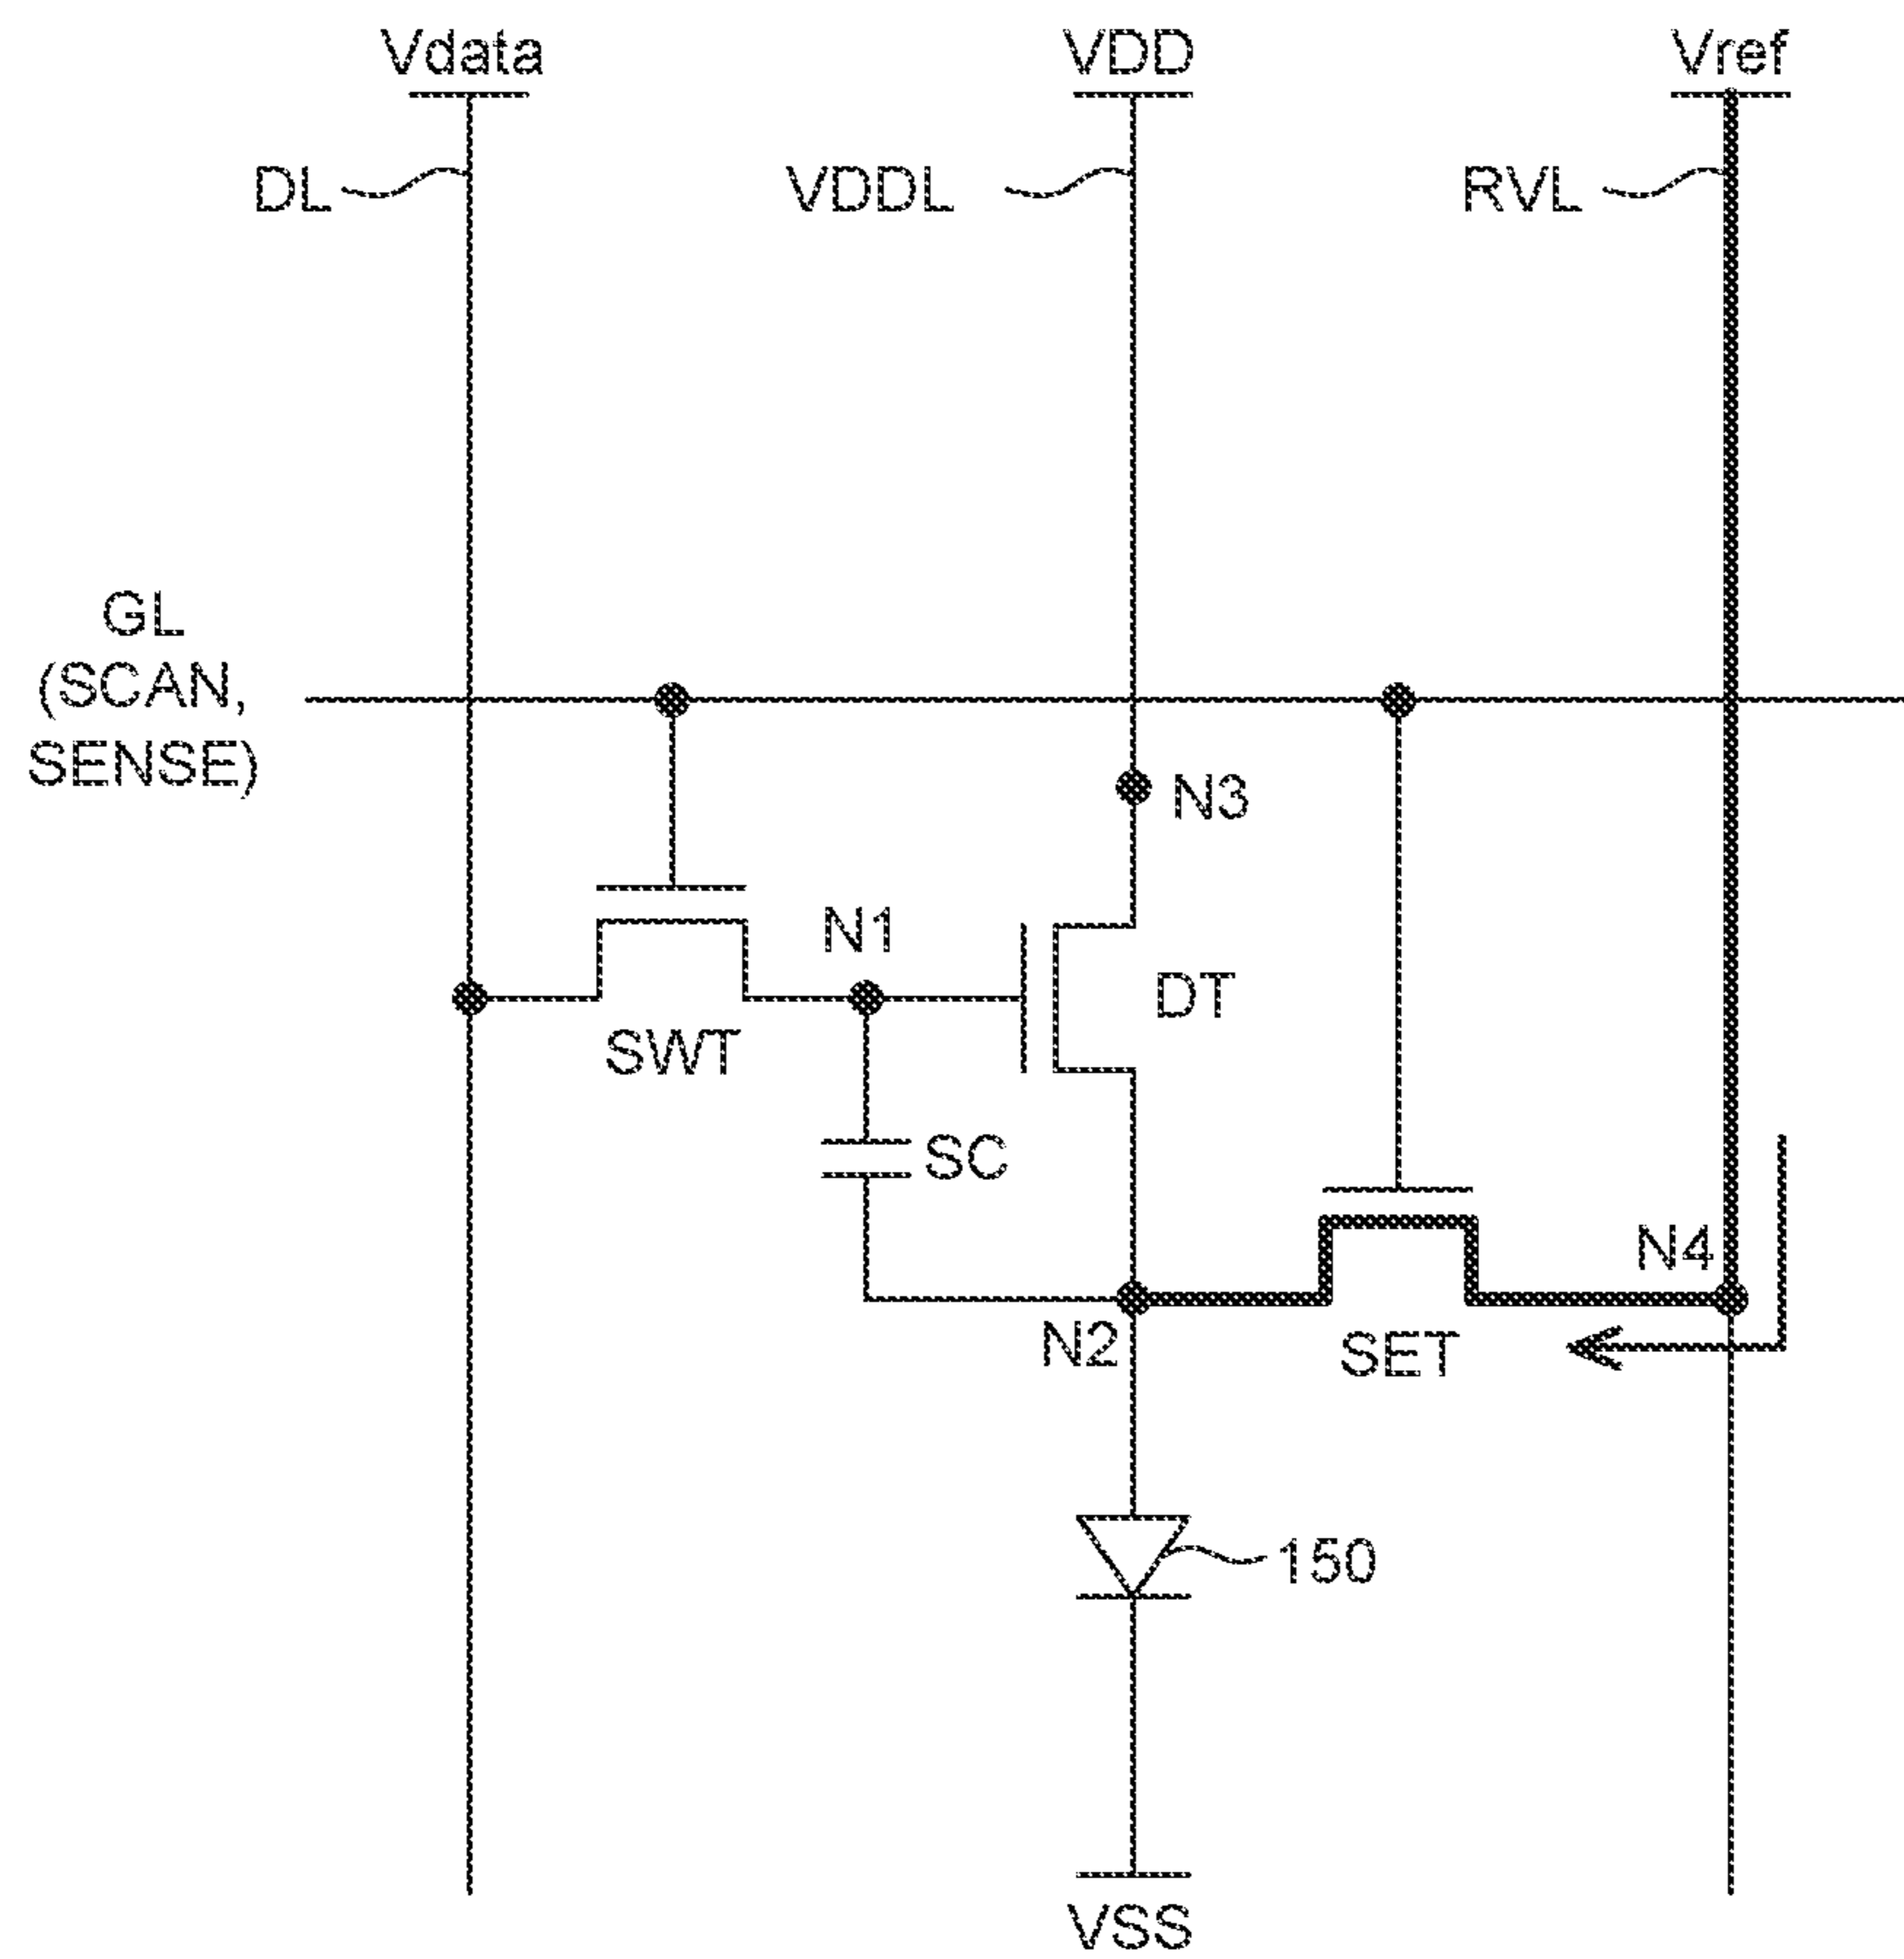 Vdata
VDD
Vref
DL
VDDL
RVL
GL
(SCAN,
SENSE)
N3
N1
DT
SWT
SC
N4
N2
SET
150
VSS